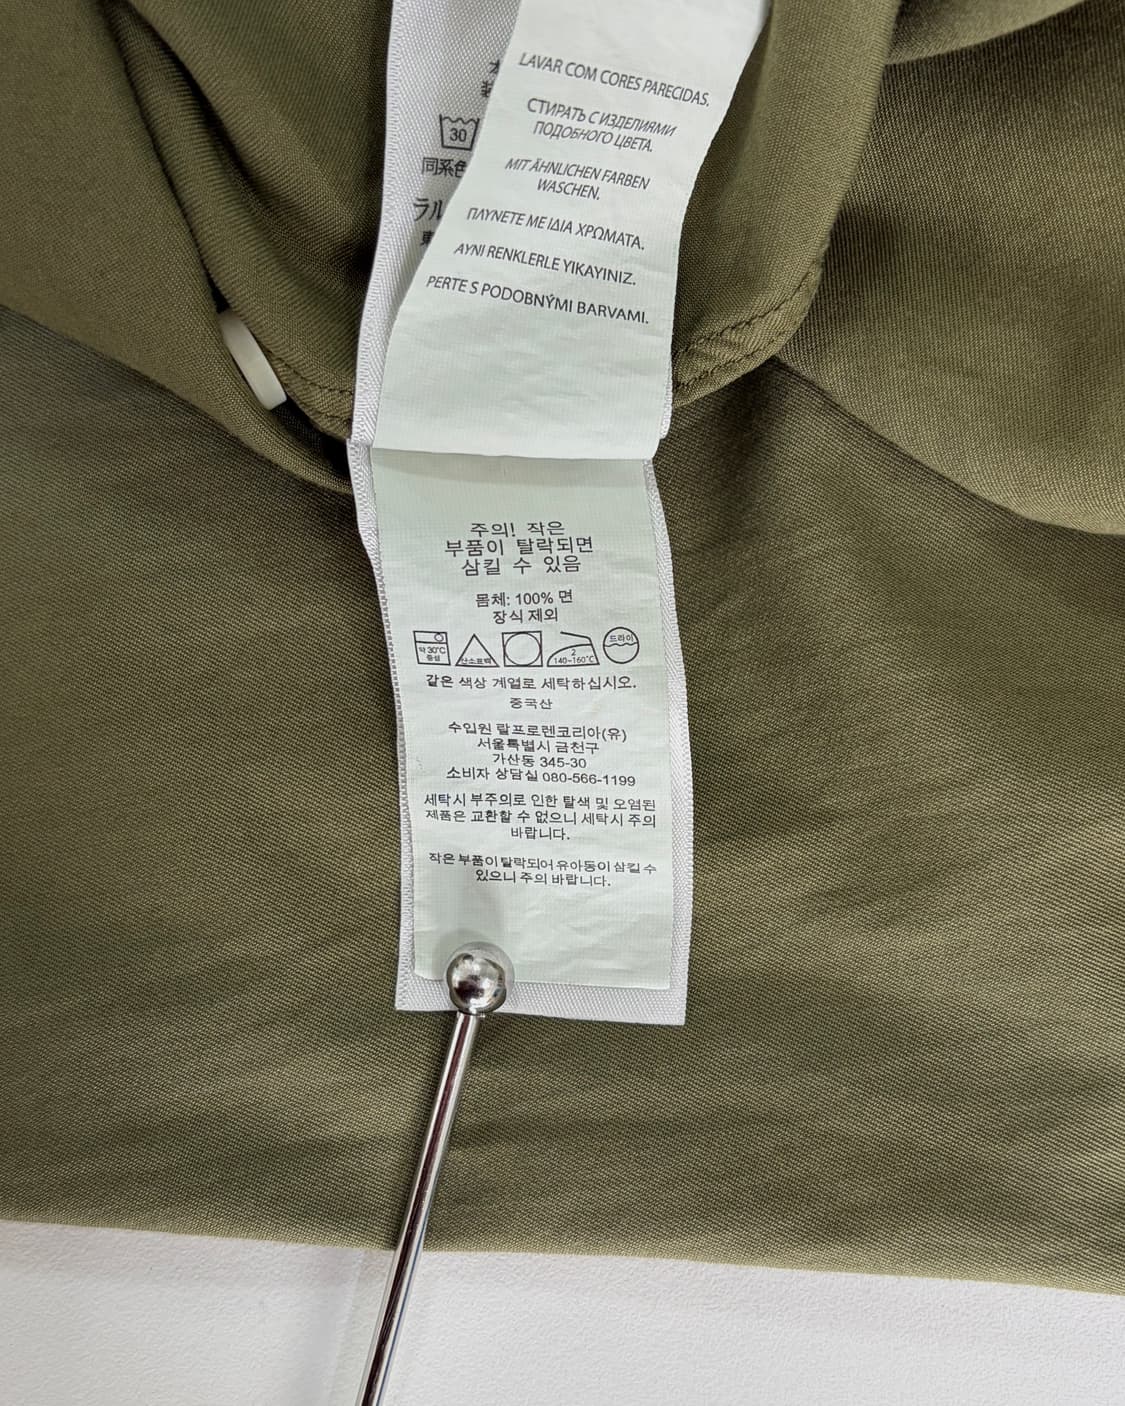 LAVAR COM CORES PARECIDAS.
СТИРАТЬ С ИЗДЕЛИЯМИ
ПОДОБНОГО ЦВЕТА.
MIT ÄHNLICHEN FARBEN
WASCHEN.
ΠΛΥΝΕΤΕ ΜΕ ΙΔΙΑ ΧΡΩΜΑΤΑ.
AYNI RENKLERLE YIKAYINIZ.
PERTE S PODOBNÝMI BARVAMI.
30
同系色
ラル
東
주의! 작은
부품이 탈락되면
삼킬 수 있음
몸체: 100% 면
장식 제외
약 30°C
중성
산소표백
2
140~160°C
드라이
같은 색상 계열로 세탁하십시오.
중국산
수입원 랄프로렌코리아(유)
서울특별시 금천구
가산동 345-30
소비자 상담실 080-566-1199
세탁시 부주의로 인한 탈색 및 오염된
제품은 교환할 수 없으니 세탁시 주의
바랍니다.
작은 부품이 탈락되어 유아동이 삼킬 수
있으니 주의 바랍니다.